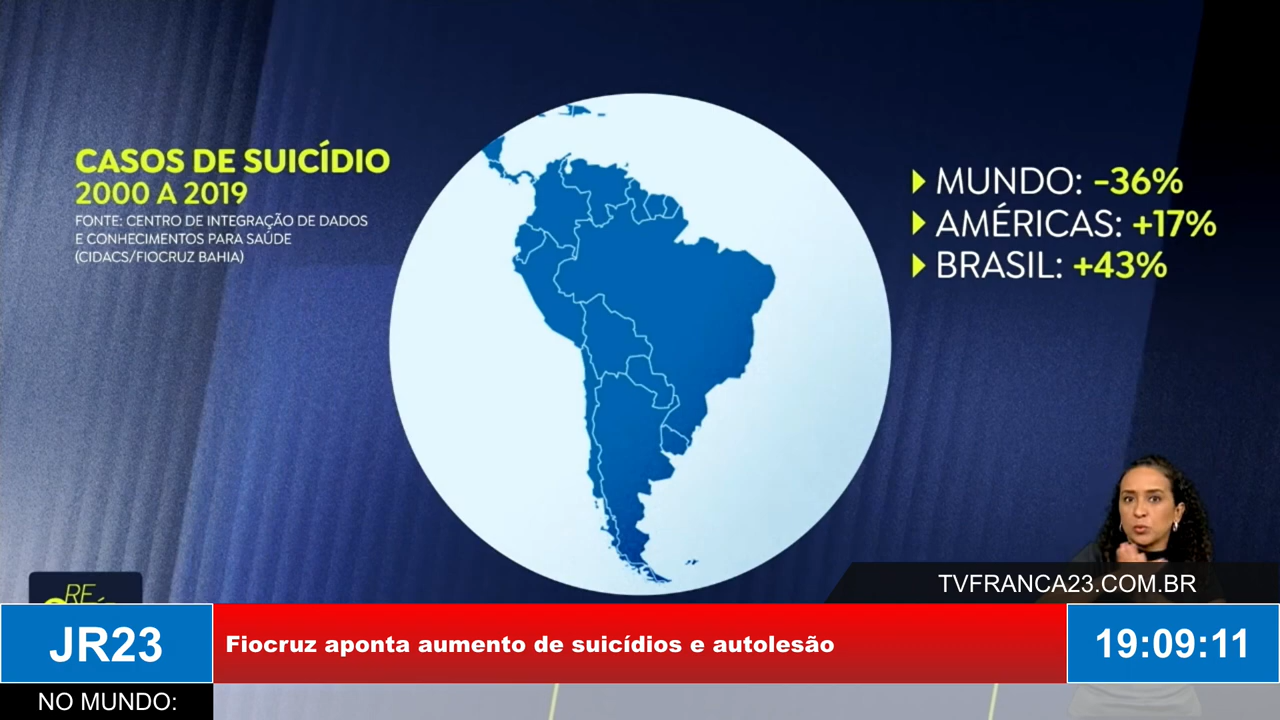 CASOS DE SUICÍDIO
2000 A 2019
FONTE: CENTRO DE INTEGRAÇÃO DE DADOS
E CONHECIMENTOS PARA SAÚDE
(CIDACS/FIOCRUZ BAHIA)
MUNDO: -36%
AMÉRICAS: +17%
BRASIL: +43%
TVFRANCA23.COM.BR
JR23
Fiocruz aponta aumento de suicídios e autolesão
19:09:11
NO MUNDO: